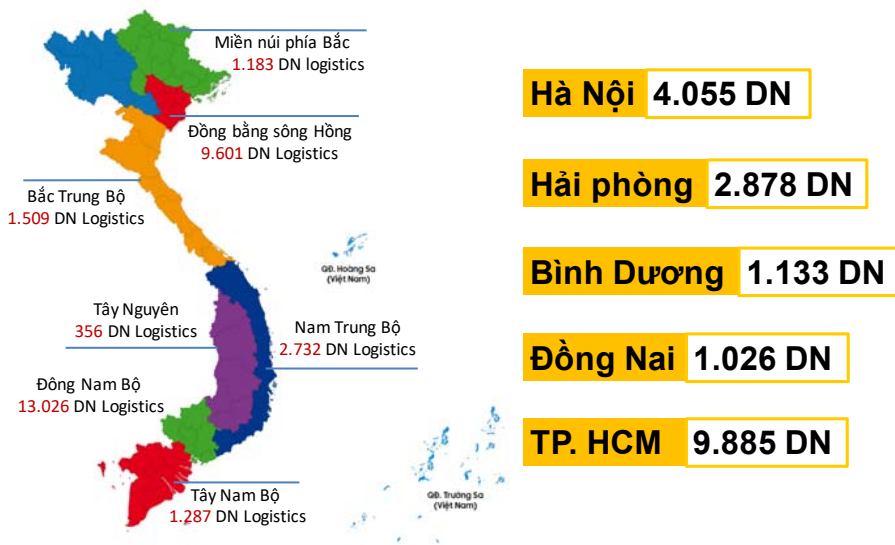 Miền núi phía Bắc
1.183 DN logistics
Đồng bằng sông Hồng
9.601 DN Logistics
Bắc Trung Bộ
1.509 DN Logistics
QĐ. Hoàng Sa
(Việt Nam)
Tây Nguyên
356 DN Logistics
Nam Trung Bộ
2.732 DN Logistics
Đông Nam Bộ
13.026 DN Logistics
Tây Nam Bộ
1.287 DN Logistics
QĐ. Trường Sa
(Việt Nam)
Hà Nội 4.055 DN
Hải phòng 2.878 DN
Bình Dương 1.133 DN
Đồng Nai 1.026 DN
TP. HCM 9.885 DN